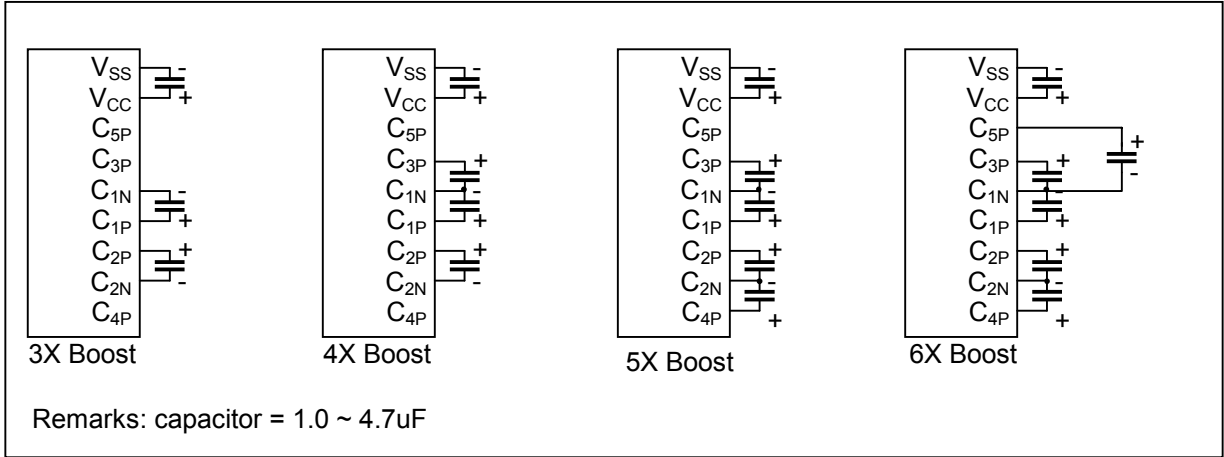 VSS -
VCC +
C5P
C3P
C1N -
C1P +
C2P +
C2N -
C4P
3X Boost
VSS -
VCC +
C5P
C3P +
C1N -
C1P +
C2P +
C2N -
C4P
4X Boost
VSS -
VCC +
C5P
C3P +
C1N -
C1P +
C2P +
C2N -
C4P +
5X Boost
VSS -
VCC +
C5P +
C3P + -
C1N -
C1P +
C2P +
C2N -
C4P +
6X Boost
Remarks: capacitor = 1.0 ~ 4.7uF